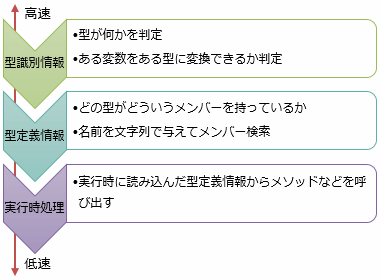 高速
型識別情報
•型が何かを判定
•ある変数をある型に変換できるか判定
型定義情報
•どの型がどういうメンバーを持っているか
•名前を文字列で与えてメンバー検索
実行時処理
•実行時に読み込んだ型定義情報からメソッドなどを呼
び出す
低速